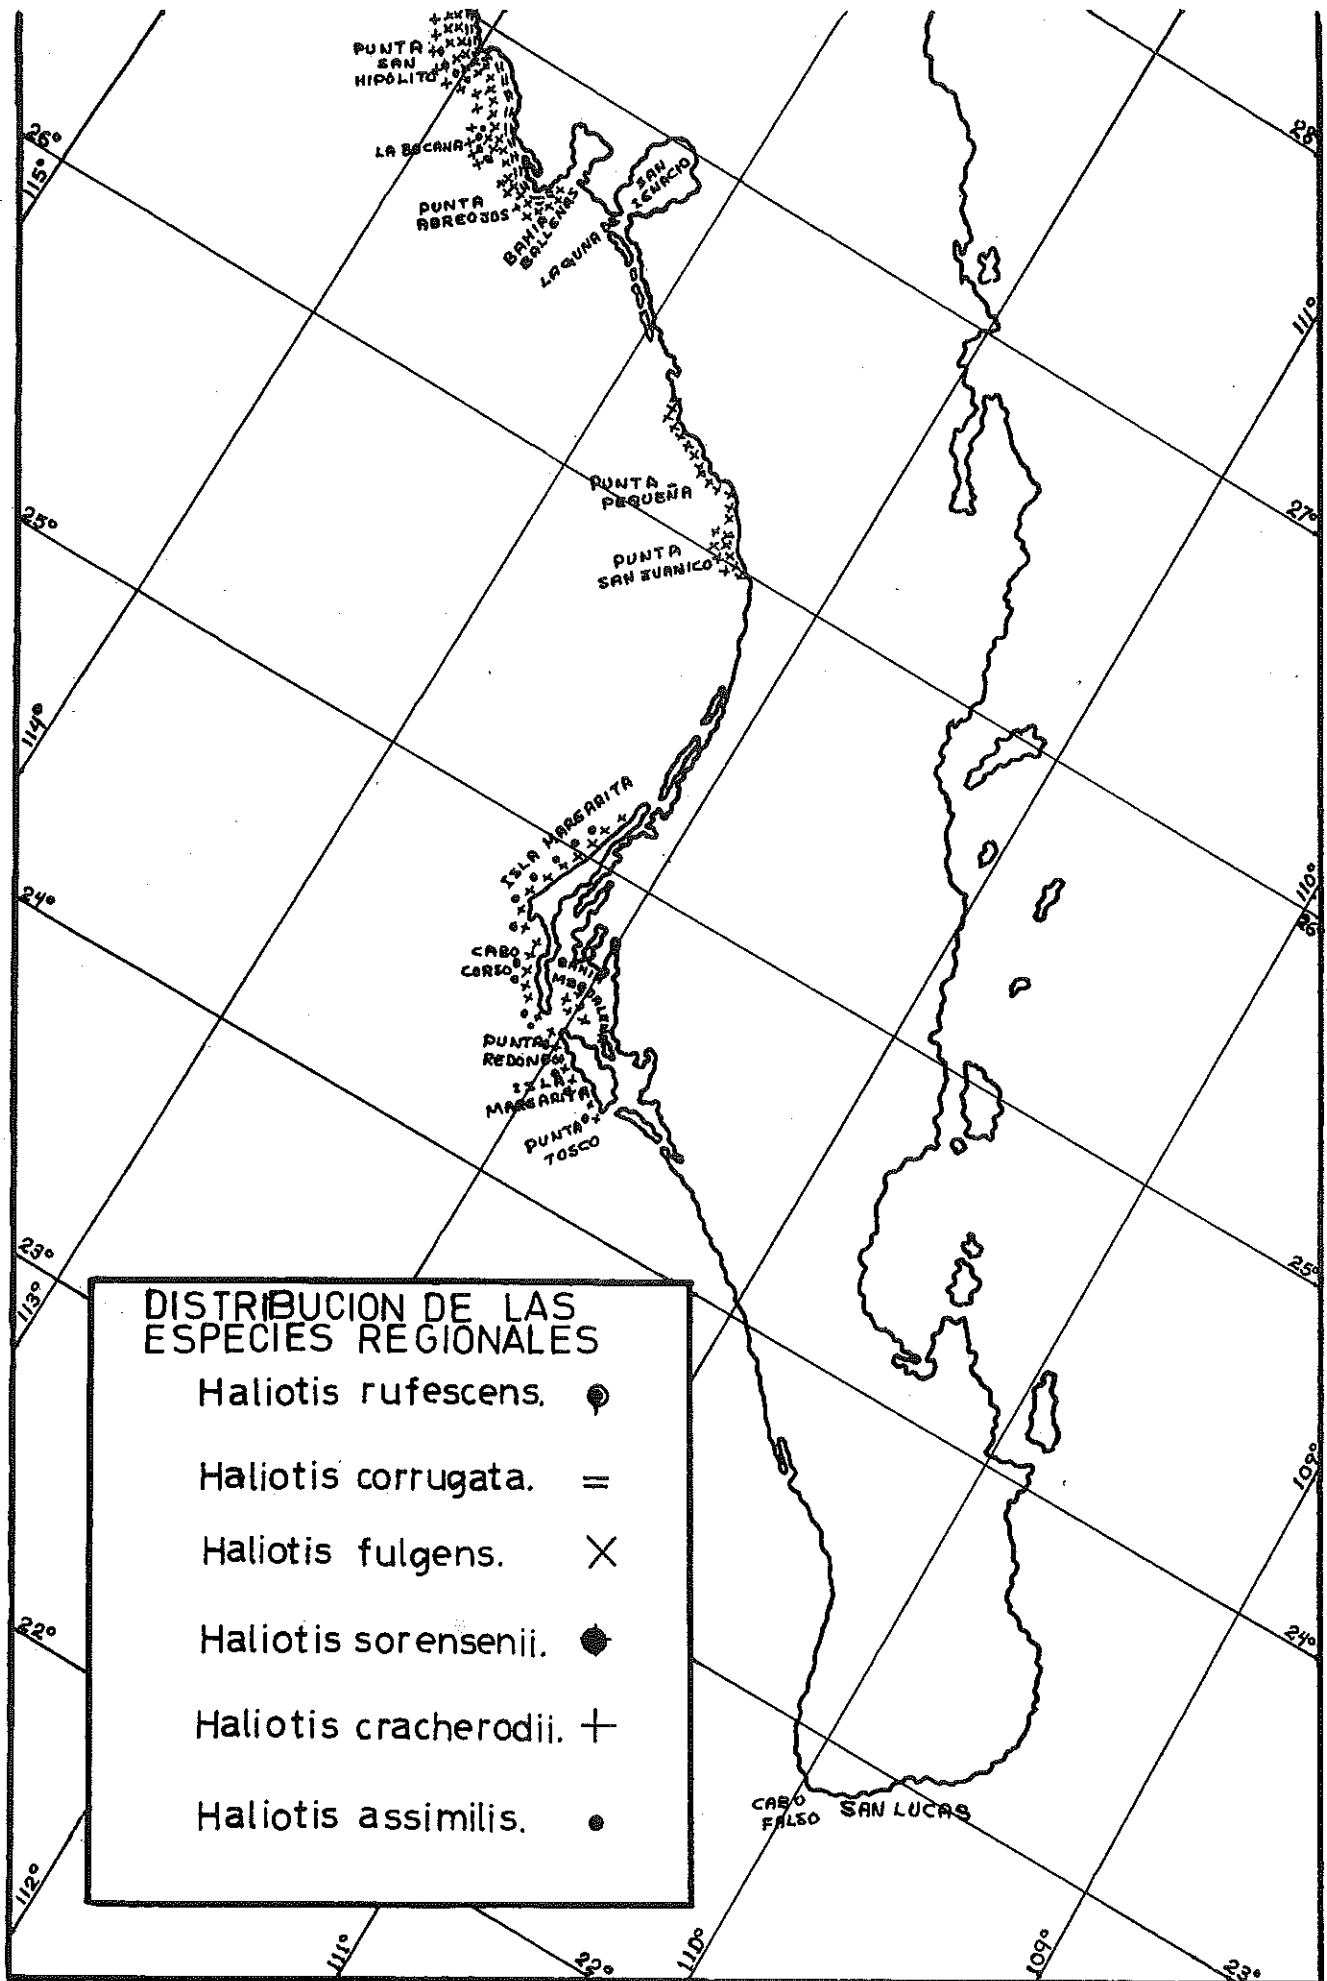 PUNTA
SAN
HIPÓLITO
LA BOCANA
PUNTA
ABREOJOS
BAHIA
BALLENAS
LAGUNA
SAN
IGNACIO
PUNTA
PEQUEÑA
PUNTA
SAN JUANICO
ISLA MARGARITA
CABO
CORSO
BAHIA
MAGDALENA
PUNTA
REDONDA
ISLA
MARGARITA
PUNTA
TOSCO
CABO
FALSO
SAN LUCAS
26°
115°
25°
114°
24°
23°
113°
22°
112°
111°
22°
110°
109°
23°
28°
111°
27°
110°
26°
25°
109°
24°
DISTRIBUCION DE LAS
ESPECIES REGIONALES
Haliotis rufescens.
Haliotis corrugata. =
Haliotis fulgens. X
Haliotis sorensenii.
Haliotis cracherodii. +
Haliotis assimilis. •